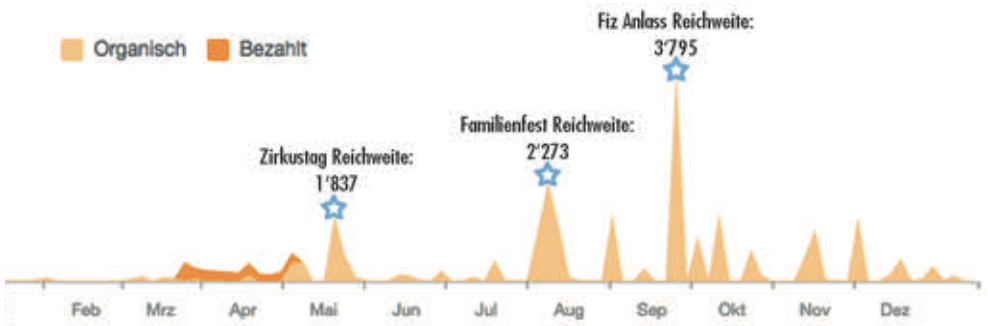 Fiz Anlass Reichweite:
3'795
Organisch
Bezahlt
Familienfest Reichweite:
2'273
Zirkustag Reichweite:
1'837
Feb Mrz Apr Mai Jun Jul Aug Sep Okt Nov Dez